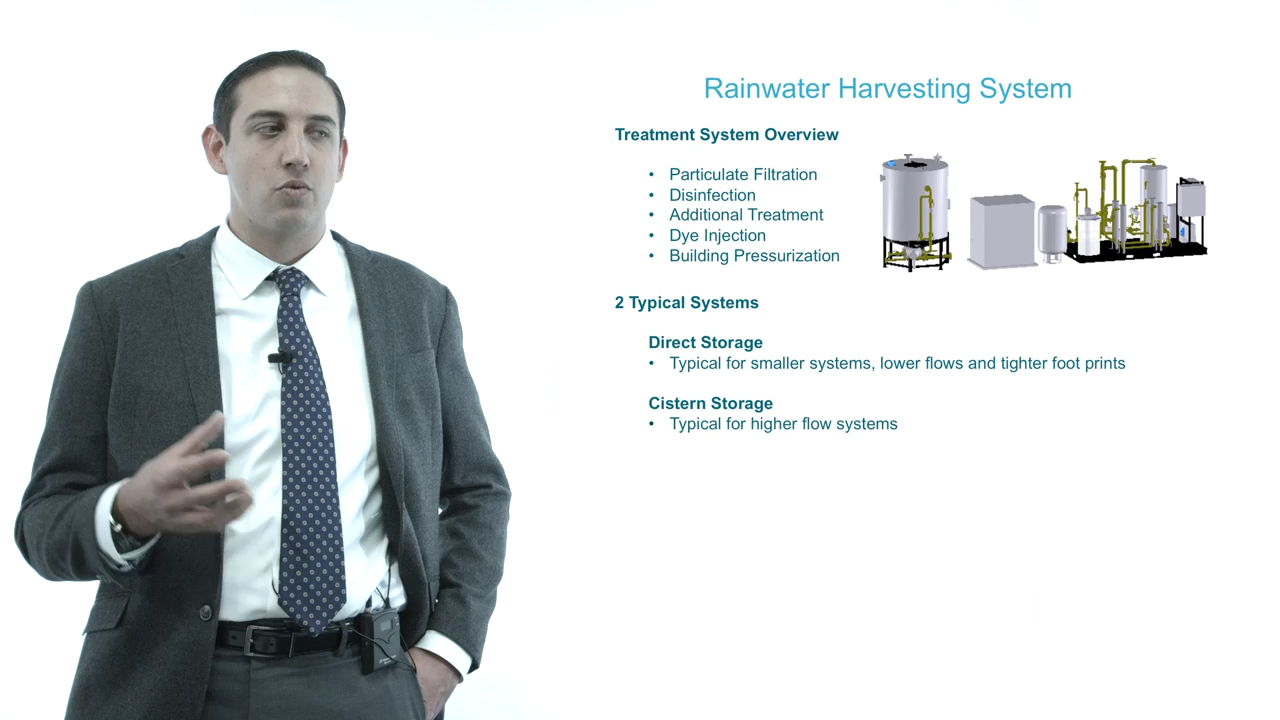 Rainwater Harvesting System
Treatment System Overview
• Particulate Filtration
• Disinfection
• Additional Treatment
• Dye Injection
• Building Pressurization
2 Typical Systems
Direct Storage
• Typical for smaller systems, lower flows and tighter foot prints
Cistern Storage
• Typical for higher flow systems